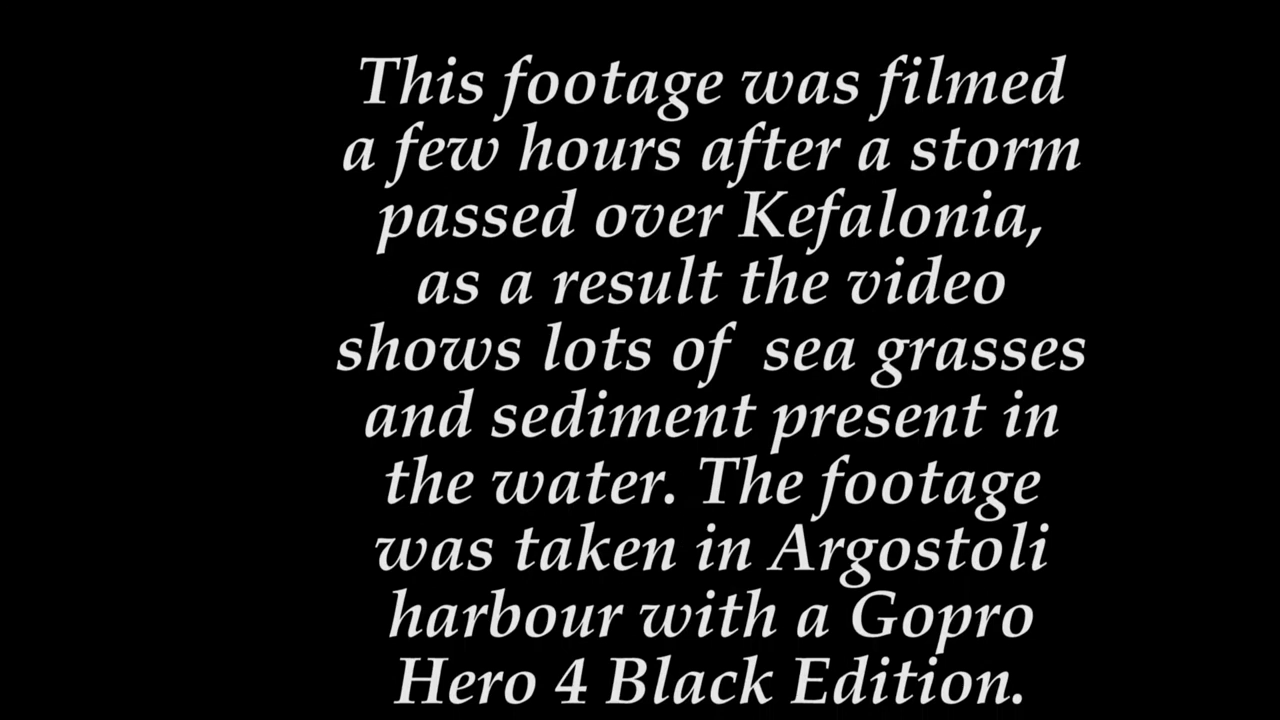 This footage was filmed
a few hours after a storm
passed over Kefalonia,
as a result the video
shows lots of  sea grasses
and sediment present in
the water. The footage
was taken in Argostoli
harbour with a Gopro
Hero 4 Black Edition.